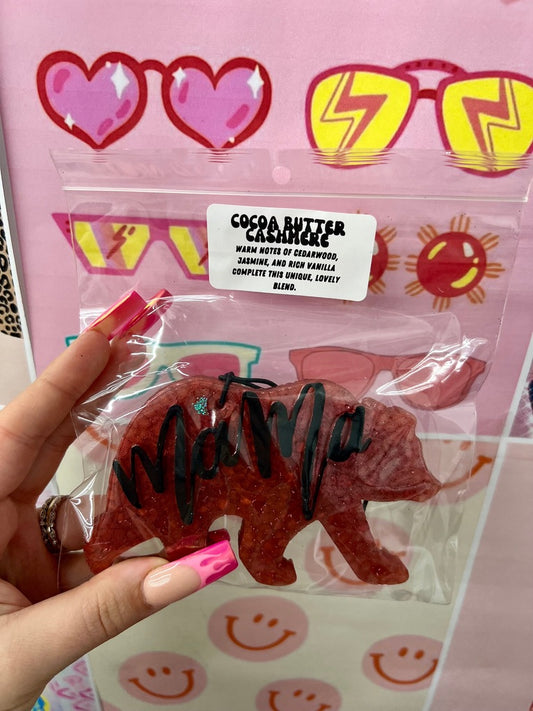 COCOA BUTTER
CASHMERE
WARM NOTES OF CEDARWOOD,
JASMINE, AND RICH VANILLA
COMPLETE THIS UNIQUE, LOVELY
BLEND.
MaMa